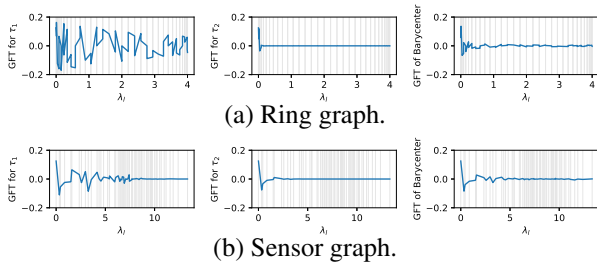 GFT for τ1
0.2
0.0
−0.2
0 1 2 3 4
λl
GFT for τ2
0.2
0.0
−0.2
0 1 2 3 4
λl
GFT of Barycenter
0.2
0.0
−0.2
0 1 2 3 4
λl
(a) Ring graph.
GFT for τ1
0.2
0.0
−0.2
0 5 10
λl
GFT for τ2
0.2
0.0
−0.2
0 5 10
λl
GFT of Barycenter
0.2
0.0
−0.2
0 5 10
λl
(b) Sensor graph.